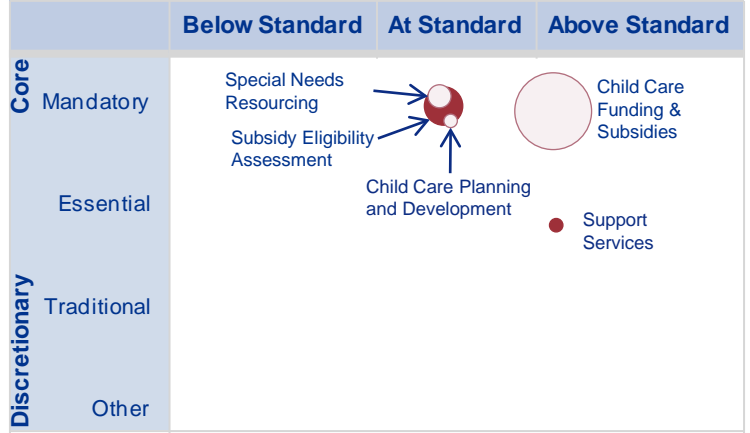 Below Standard At Standard Above Standard
Core
Mandatory
Special Needs
Resourcing
Child Care
Funding &
Subsidies
Subsidy Eligibility
Assessment
Child Care Planning
and Development
Essential
Support
Services
Discretionary
Traditional
Other